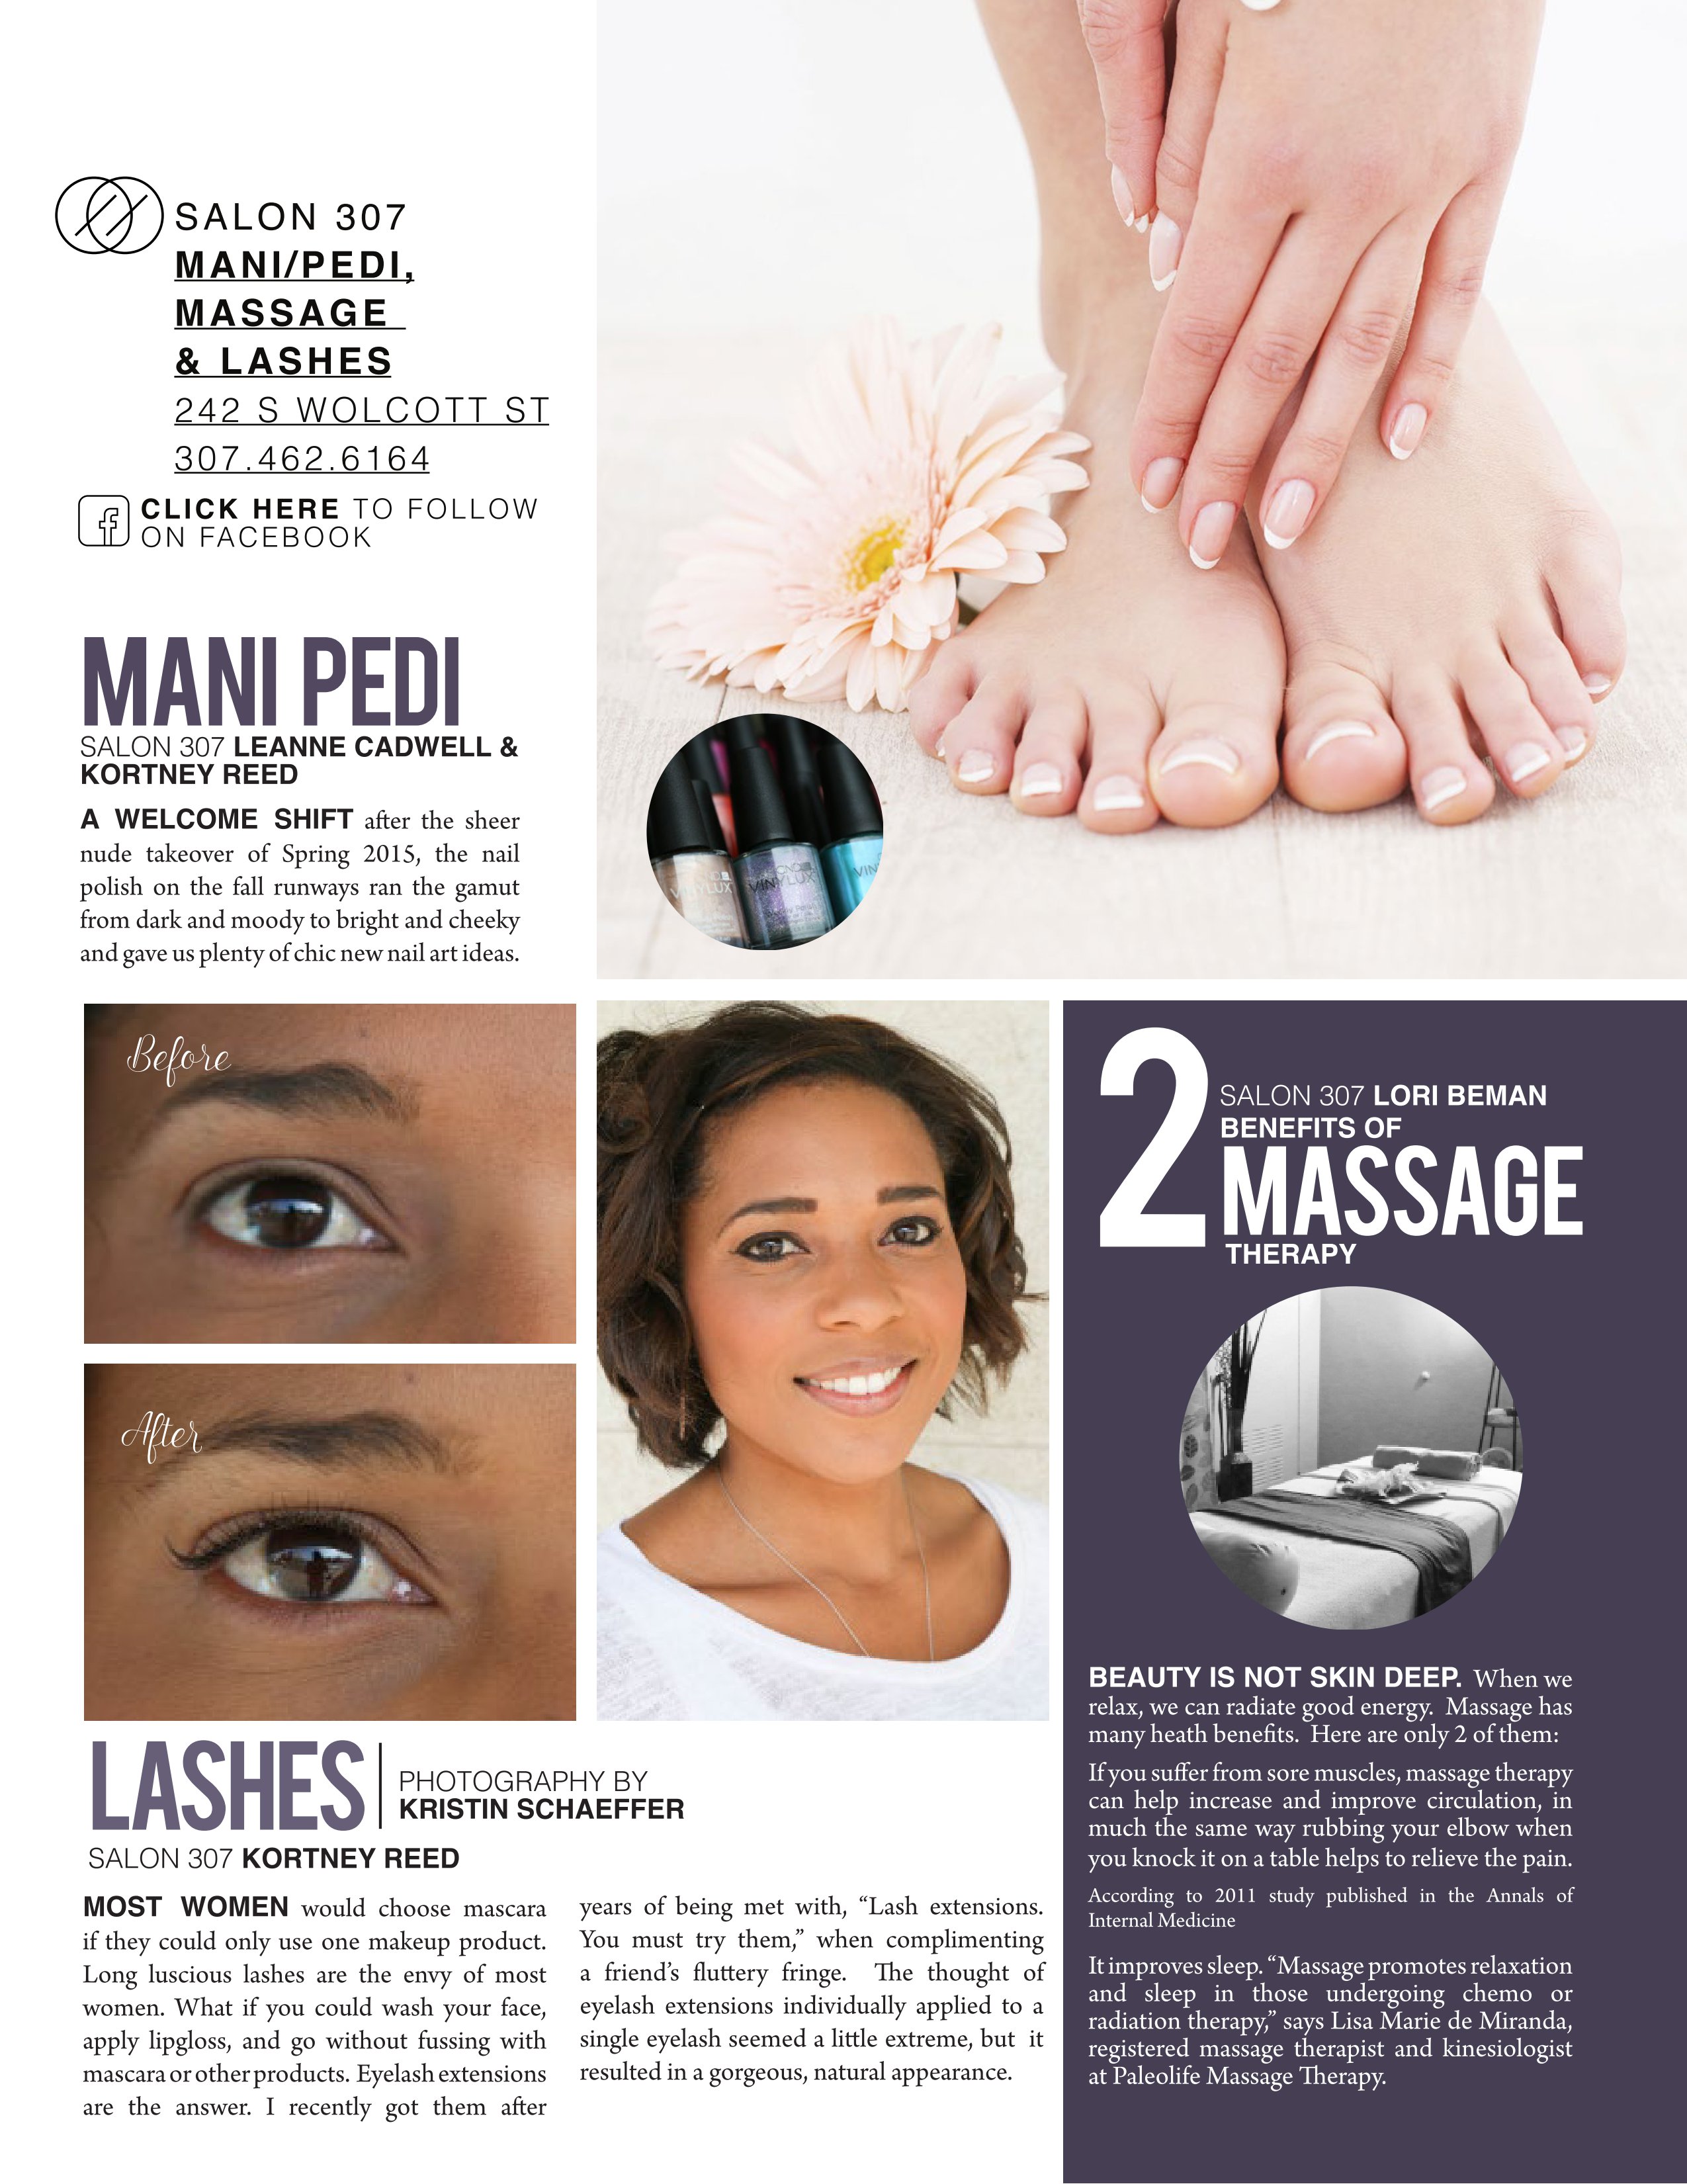 SALON 307
MANI/PEDI,
MASSAGE
& LASHES
242 S WOLCOTT ST
307.462.6164
CLICK HERE TO FOLLOW
ON FACEBOOK
MANI PEDI
SALON 307 LEANNE CADWELL &
KORTNEY REED
A WELCOME SHIFT after the sheer
nude takeover of Spring 2015, the nail
polish on the fall runways ran the gamut
from dark and moody to bright and cheeky
and gave us plenty of chic new nail art ideas.
VINYLUX
CND
VINYLUX
VIN
Before
After
LASHES
PHOTOGRAPHY BY
KRISTIN SCHAEFFER
SALON 307 KORTNEY REED
MOST WOMEN would choose mascara
if they could only use one makeup product.
Long luscious lashes are the envy of most
women. What if you could wash your face,
apply lipgloss, and go without fussing with
mascara or other products. Eyelash extensions
are the answer. I recently got them after
years of being met with, “Lash extensions.
You must try them,” when complimenting
a friend’s fluttery fringe. The thought of
eyelash extensions individually applied to a
single eyelash seemed a little extreme, but it
resulted in a gorgeous, natural appearance.
2
SALON 307 LORI BEMAN
BENEFITS OF
MASSAGE
THERAPY
BEAUTY IS NOT SKIN DEEP. When we
relax, we can radiate good energy. Massage has
many heath benefits. Here are only 2 of them:
If you suffer from sore muscles, massage therapy
can help increase and improve circulation, in
much the same way rubbing your elbow when
you knock it on a table helps to relieve the pain.
According to 2011 study published in the Annals of
Internal Medicine
It improves sleep. “Massage promotes relaxation
and sleep in those undergoing chemo or
radiation therapy,” says Lisa Marie de Miranda,
registered massage therapist and kinesiologist
at Paleolife Massage Therapy.